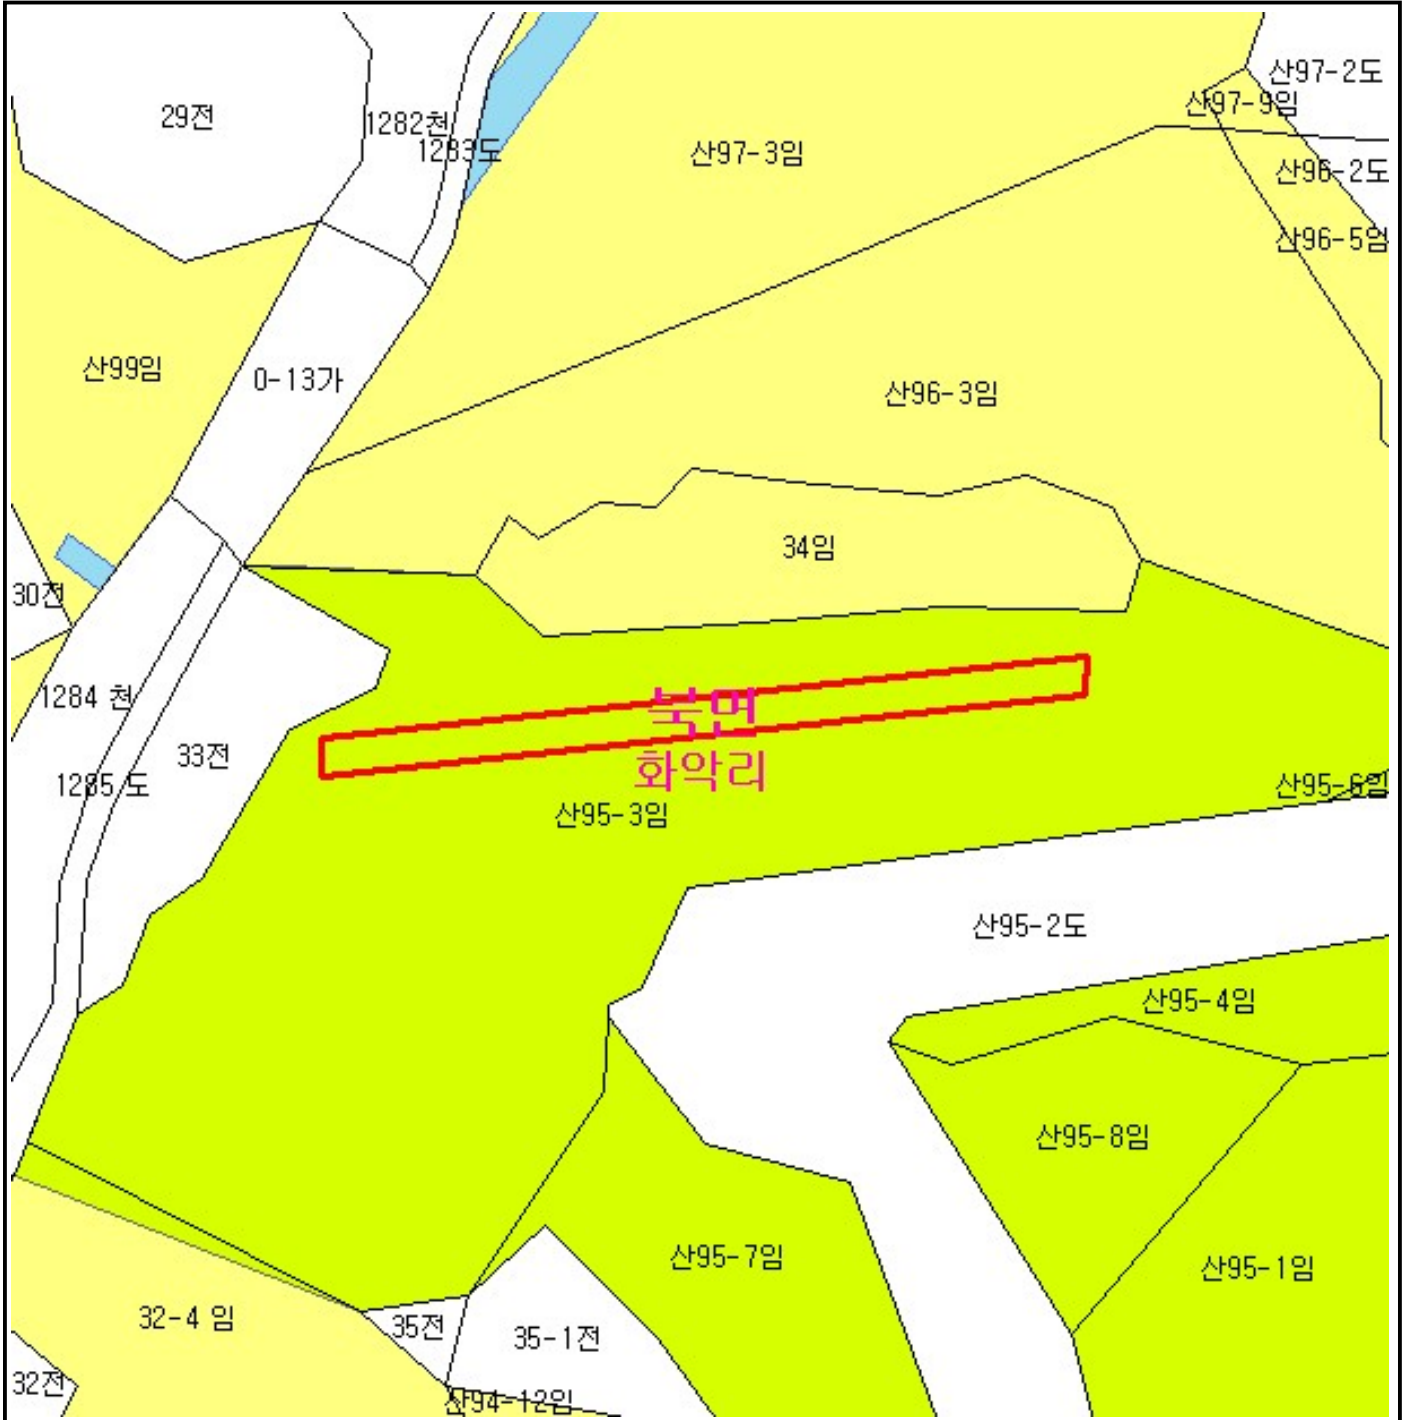 산97-2도
산97-9임
29전
1282천
1283도
산97-3임
산96-2도
산96-5임
산99임
0-13가
산96-3임
34임
30전
1284 천
북면
33전
화악리
1285 도
산95-6임
산95-3임
산95-2도
산95-4임
산95-8임
산95-7임
산95-1임
32-4 임
35전
35-1전
32전
산94-12임